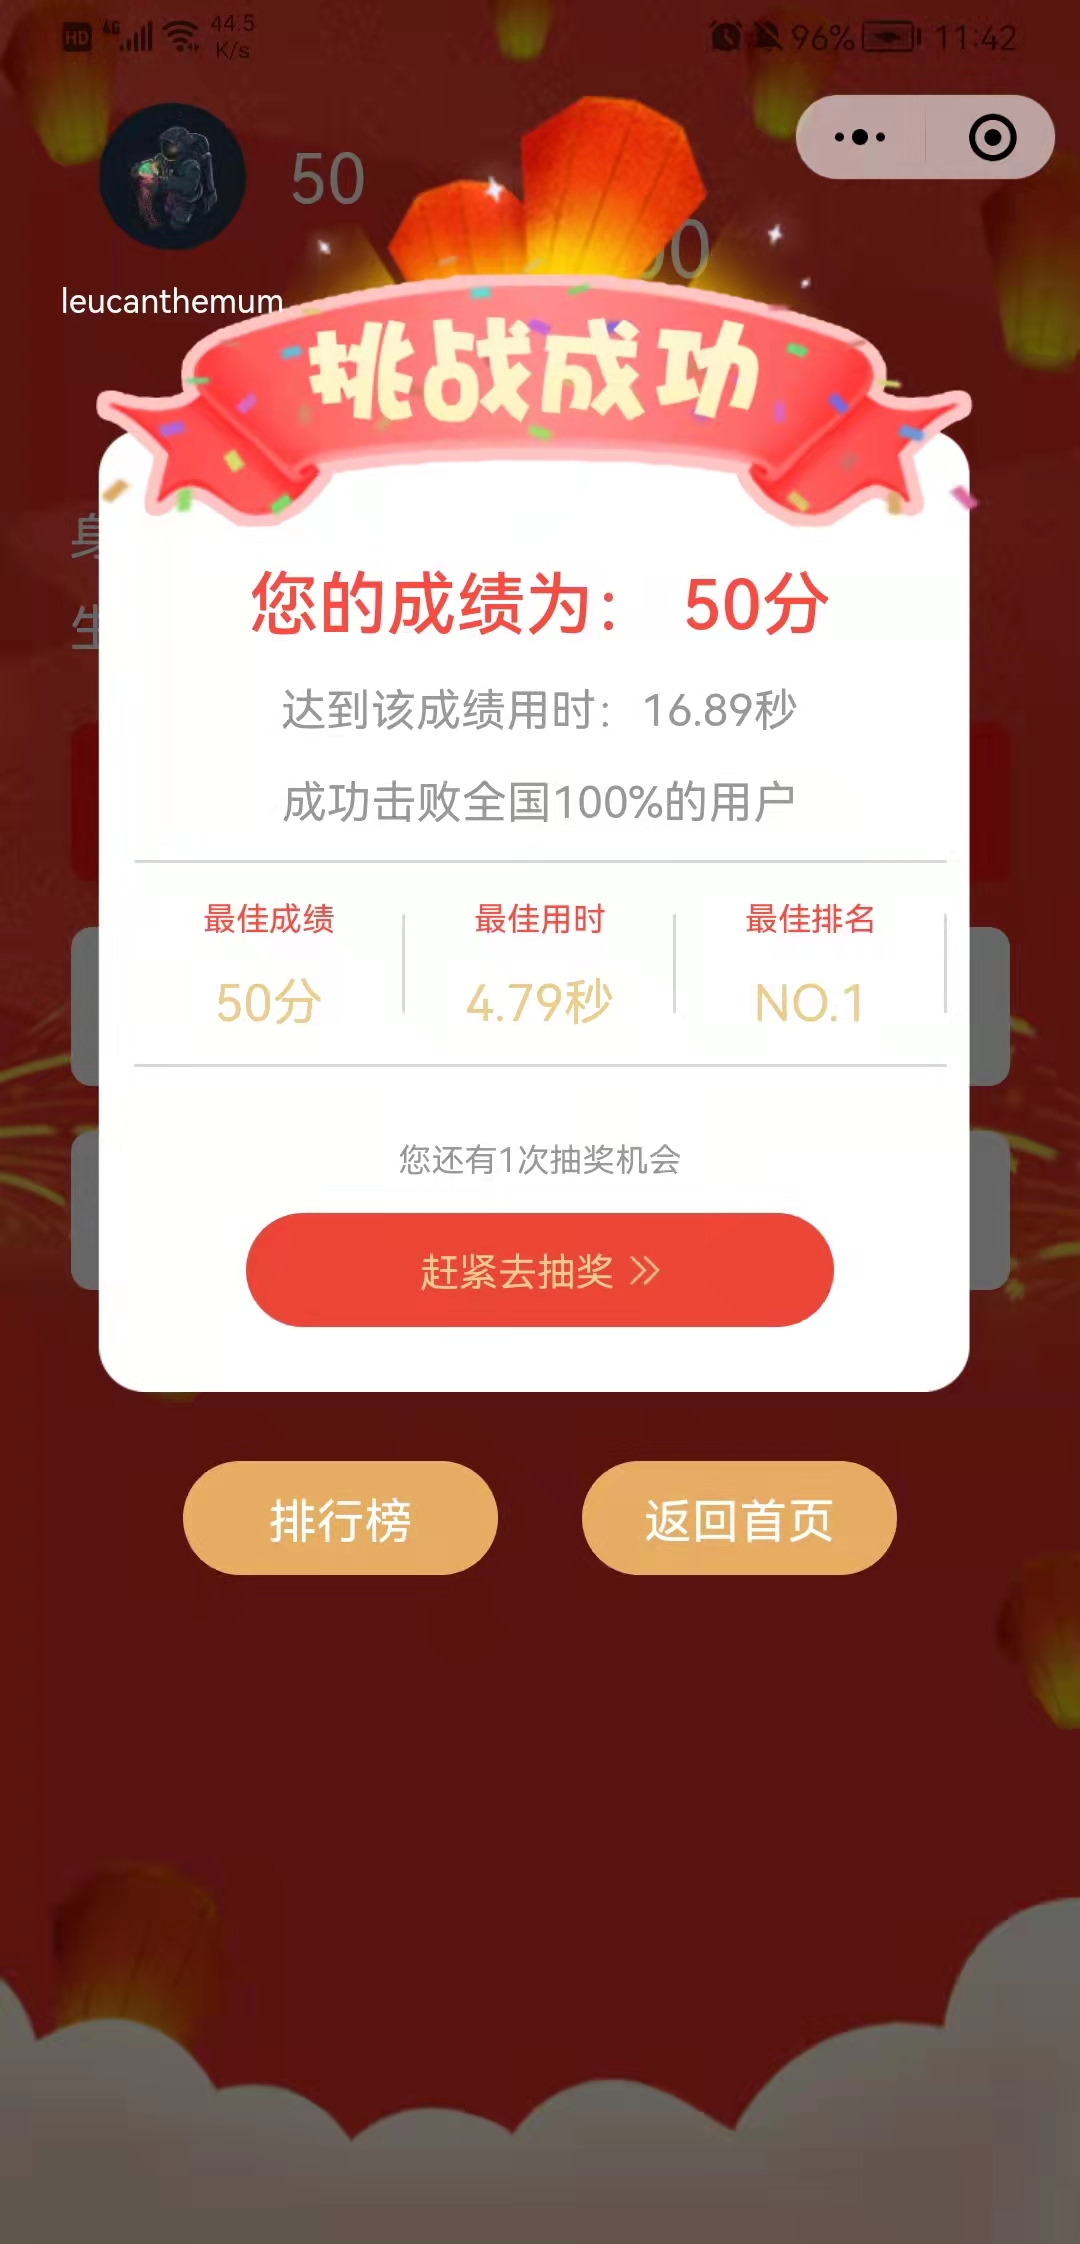 HD 4G 44.5 K/s 96% 11:42
50
leucanthemum
挑战成功
您的成绩为： 50分
达到该成绩用时：16.89秒
成功击败全国100%的用户
最佳成绩 最佳用时 最佳排名
50分 4.79秒 NO.1
您还有1次抽奖机会
赶紧去抽奖
排行榜 返回首页